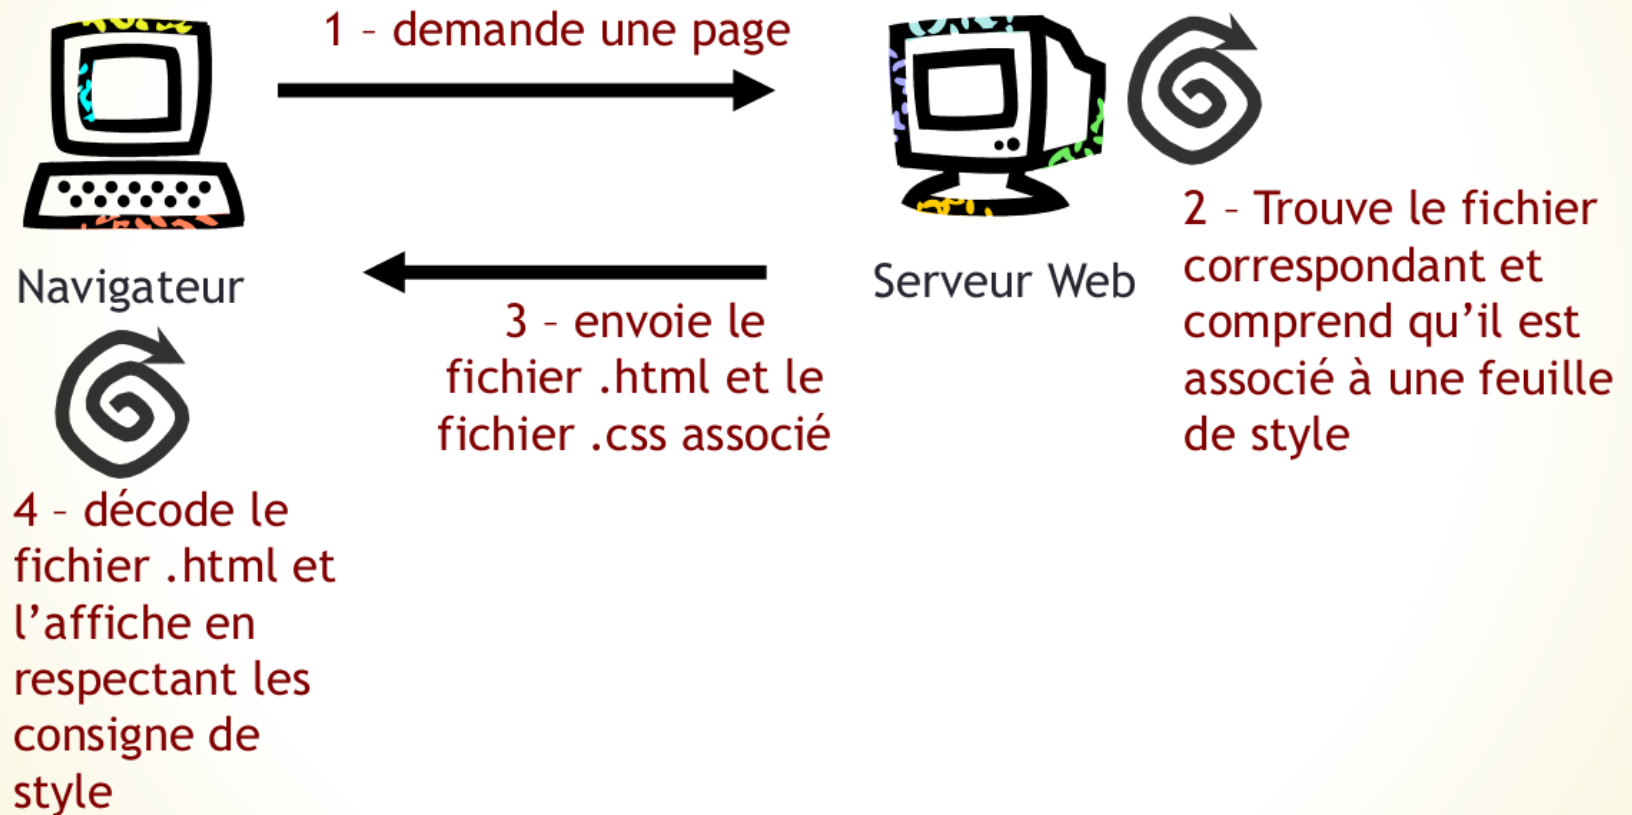 1 – demande une page
Navigateur
Serveur Web
2 – Trouve le fichier
correspondant et
comprend qu’il est
associé à une feuille
de style
3 – envoie le
fichier .html et le
fichier .css associé
4 – décode le
fichier .html et
l’affiche en
respectant les
consigne de
style